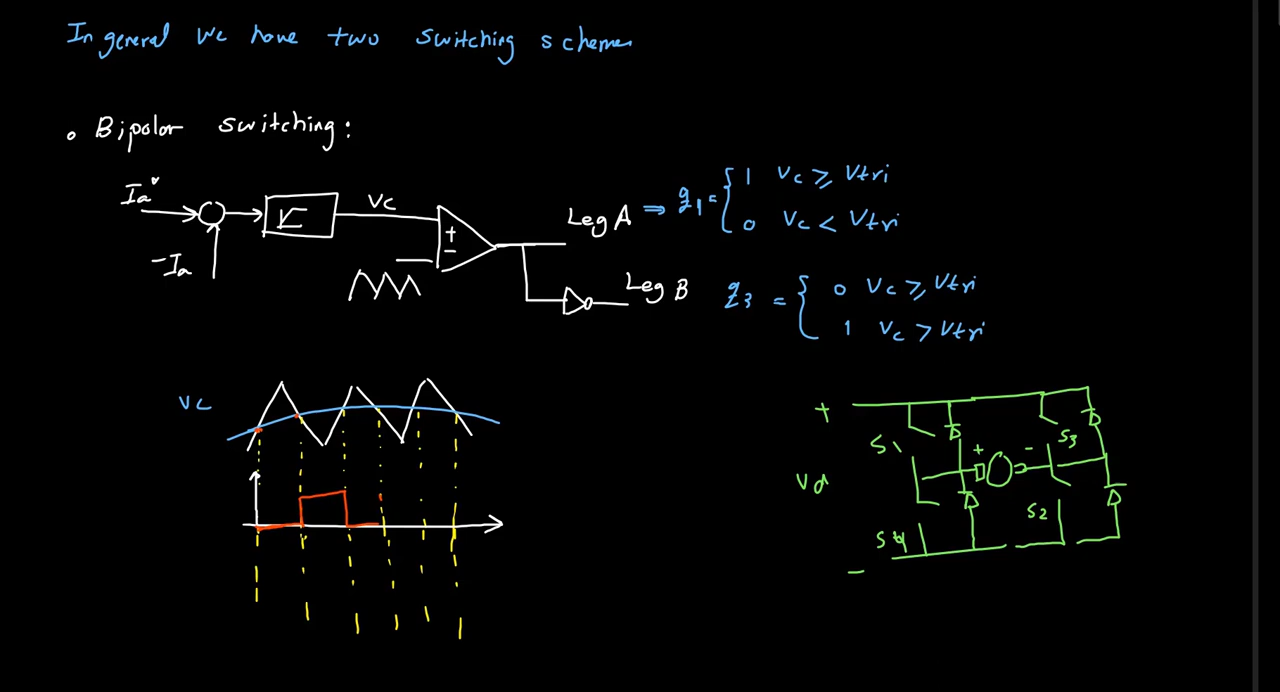 In general we have two switching schemes
• Bipolar switching:
Ia*
Vc
+
-
-Ia
Leg A ⇒ g1 = { 1 Vc ≥ Vtri
0 Vc < Vtri
Leg B g3 = { 0 Vc ≥ Vtri
1 Vc > Vtri
Vc
+
S1
+ -
S3
Vd
S4
S2
-